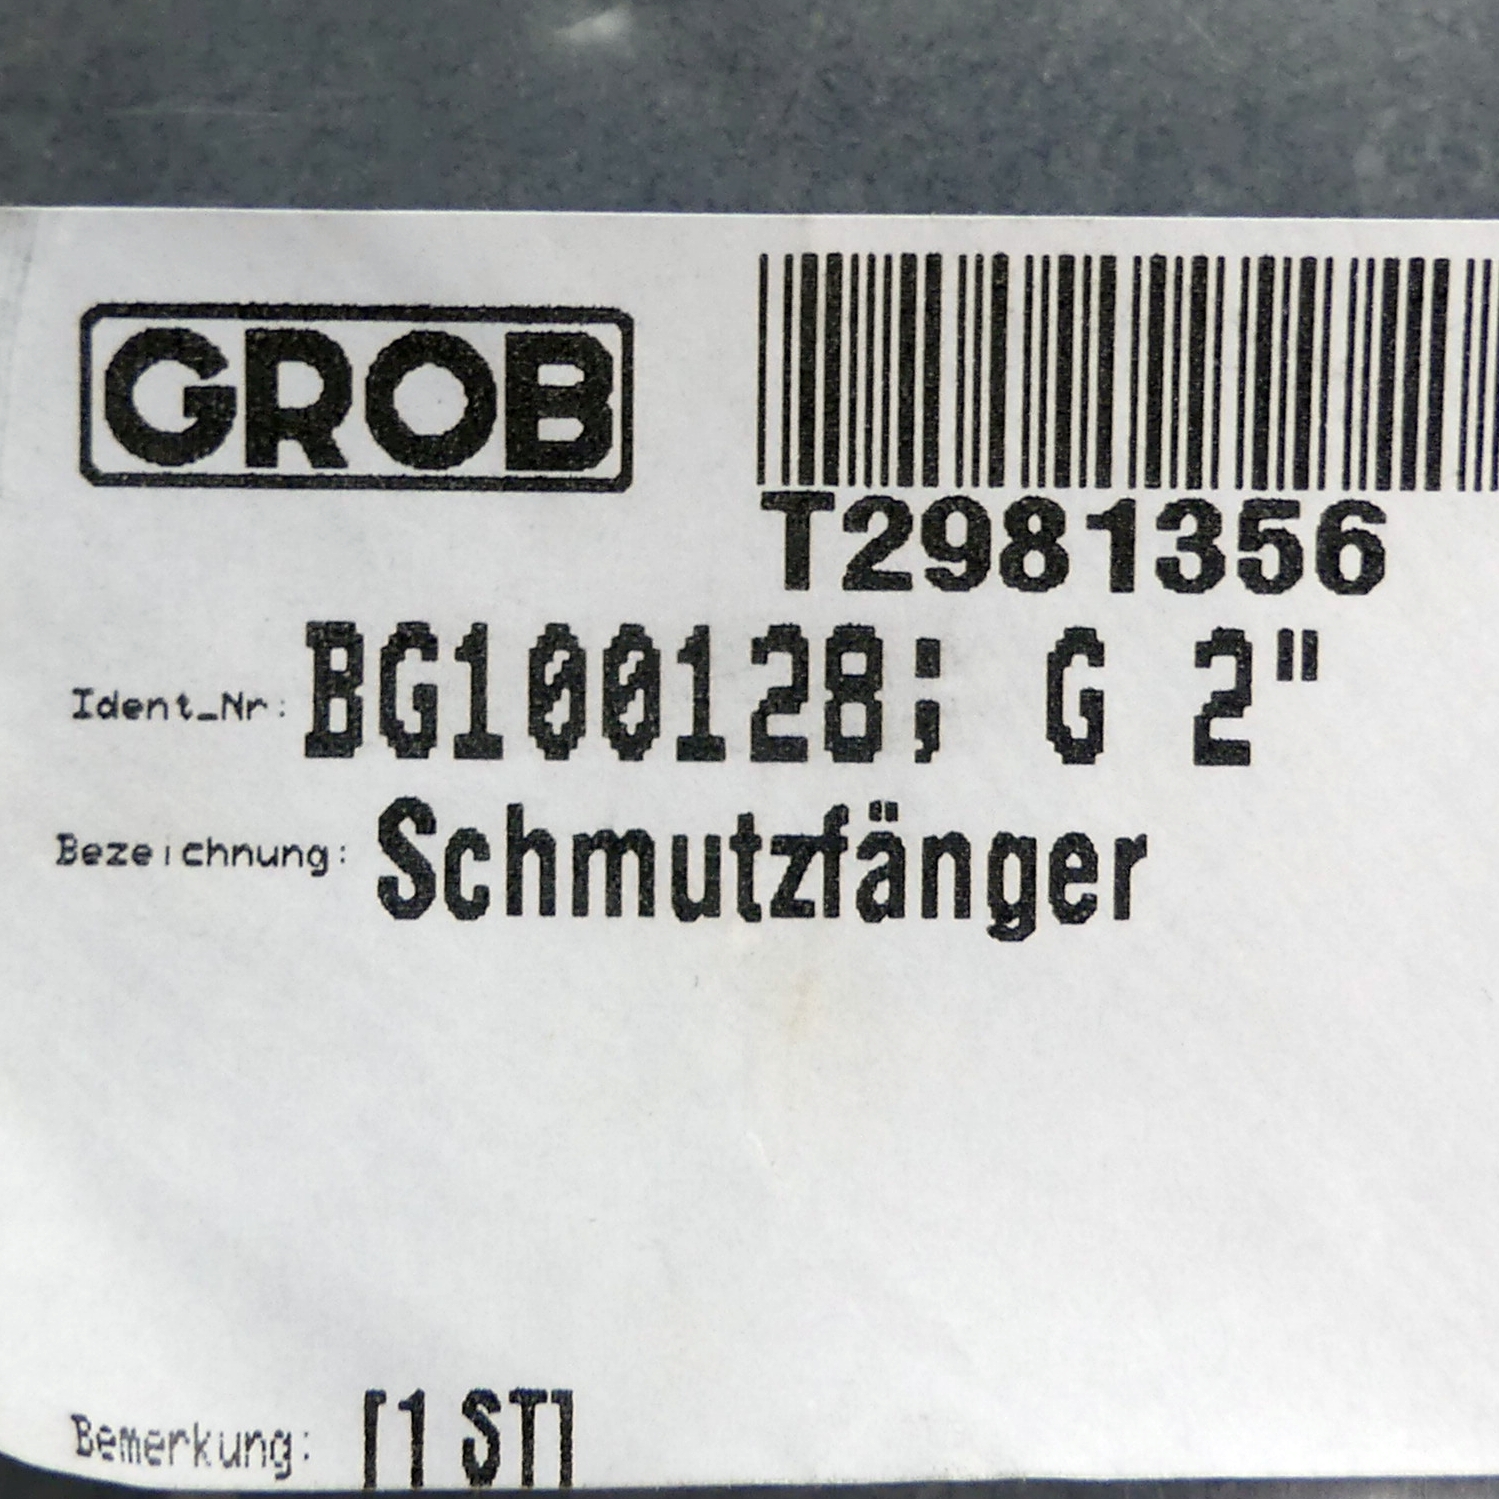 GROB
T2981356
Ident_Nr: BG100128; G 2"
Bezeichnung: Schmutzfänger
Bemerkung: [1 ST]